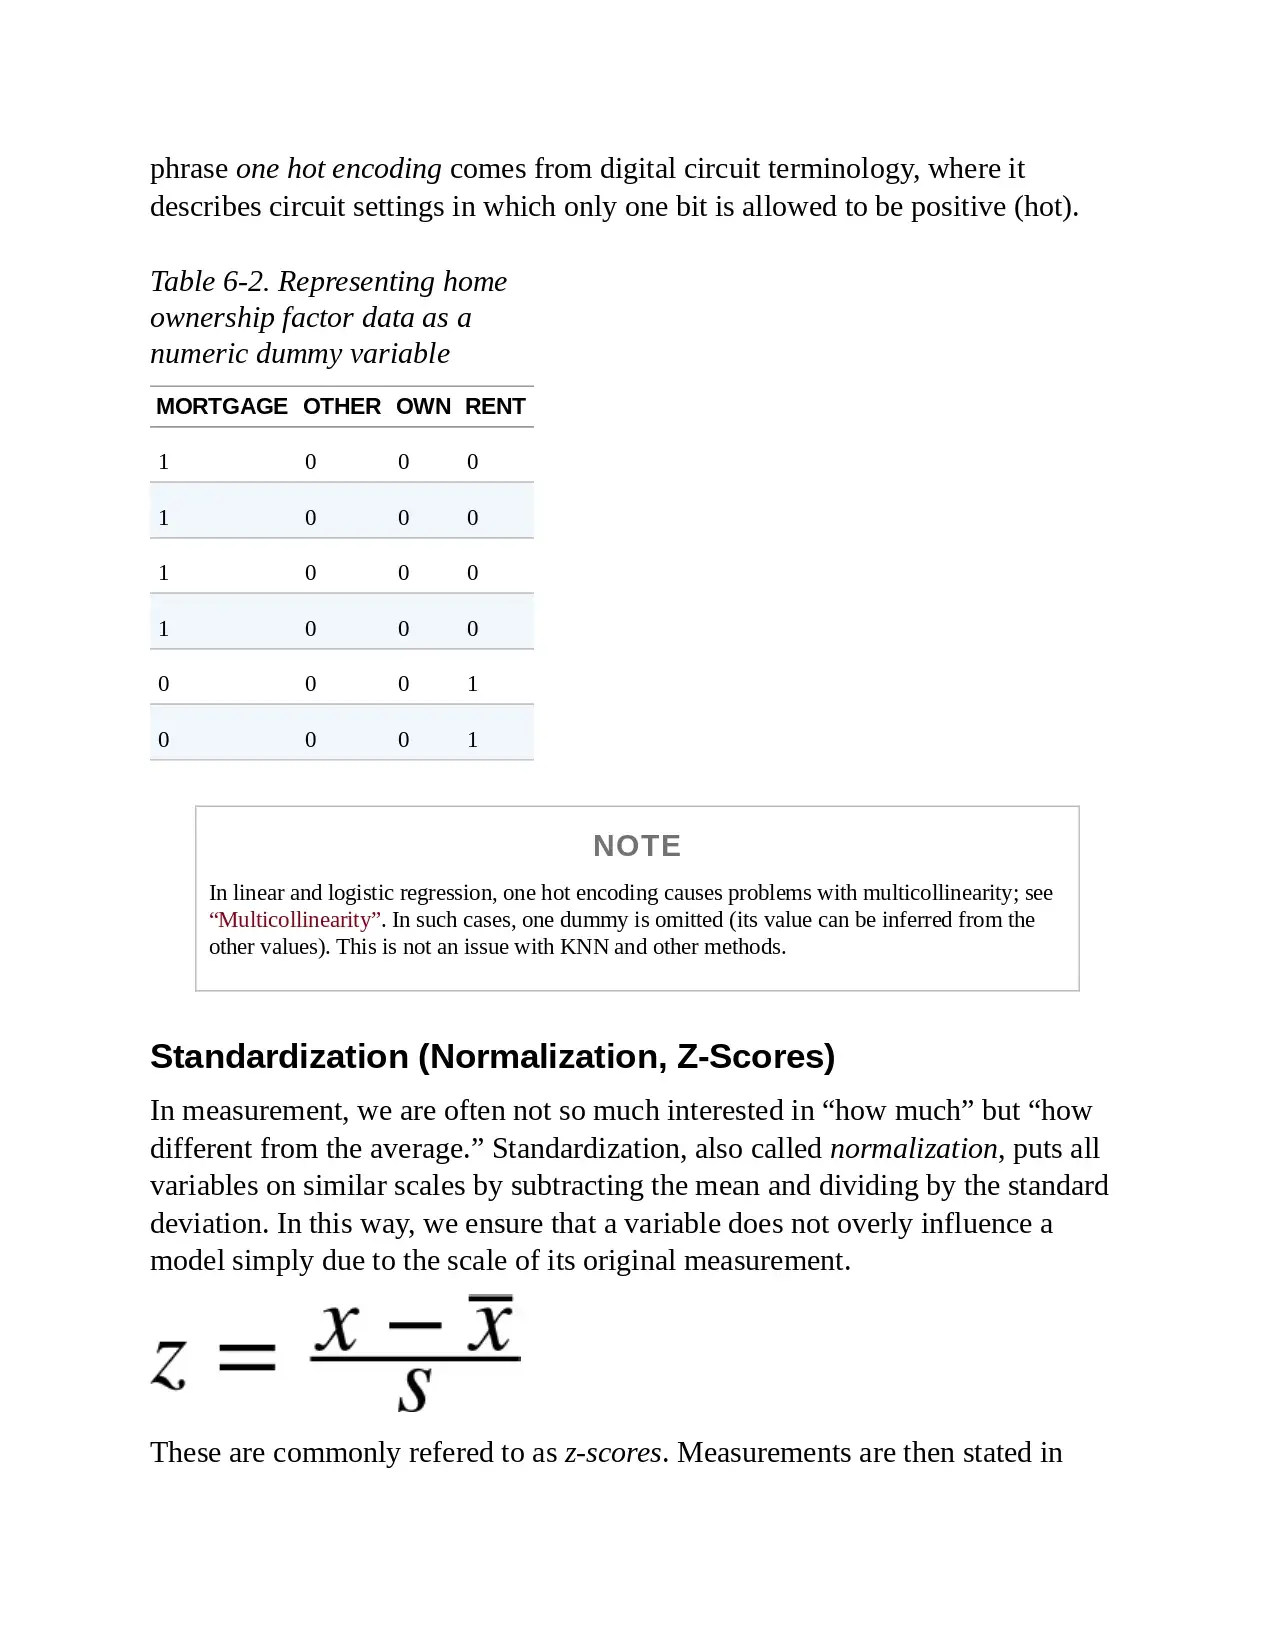 phrase one hot encoding comes from digital circuit terminology, where it
describes circuit settings in which only one bit is allowed to be positive (hot).
Table 6-2. Representing home
ownership factor data as a
numeric dummy variable
MORTGAGE OTHER OWN RENT
1 0 0 0
1 0 0 0
1 0 0 0
1 0 0 0
0 0 0 1
0 0 0 1
NOTE
In linear and logistic regression, one hot encoding causes problems with multicollinearity; see
“Multicollinearity”. In such cases, one dummy is omitted (its value can be inferred from the
other values). This is not an issue with KNN and other methods.
Standardization (Normalization, Z-Scores)
In measurement, we are often not so much interested in “how much” but “how
different from the average.” Standardization, also called normalization, puts all
variables on similar scales by subtracting the mean and dividing by the standard
deviation. In this way, we ensure that a variable does not overly influence a
model simply due to the scale of its original measurement.
z = (x − x̅) / s
These are commonly refered to as z-scores. Measurements are then stated in